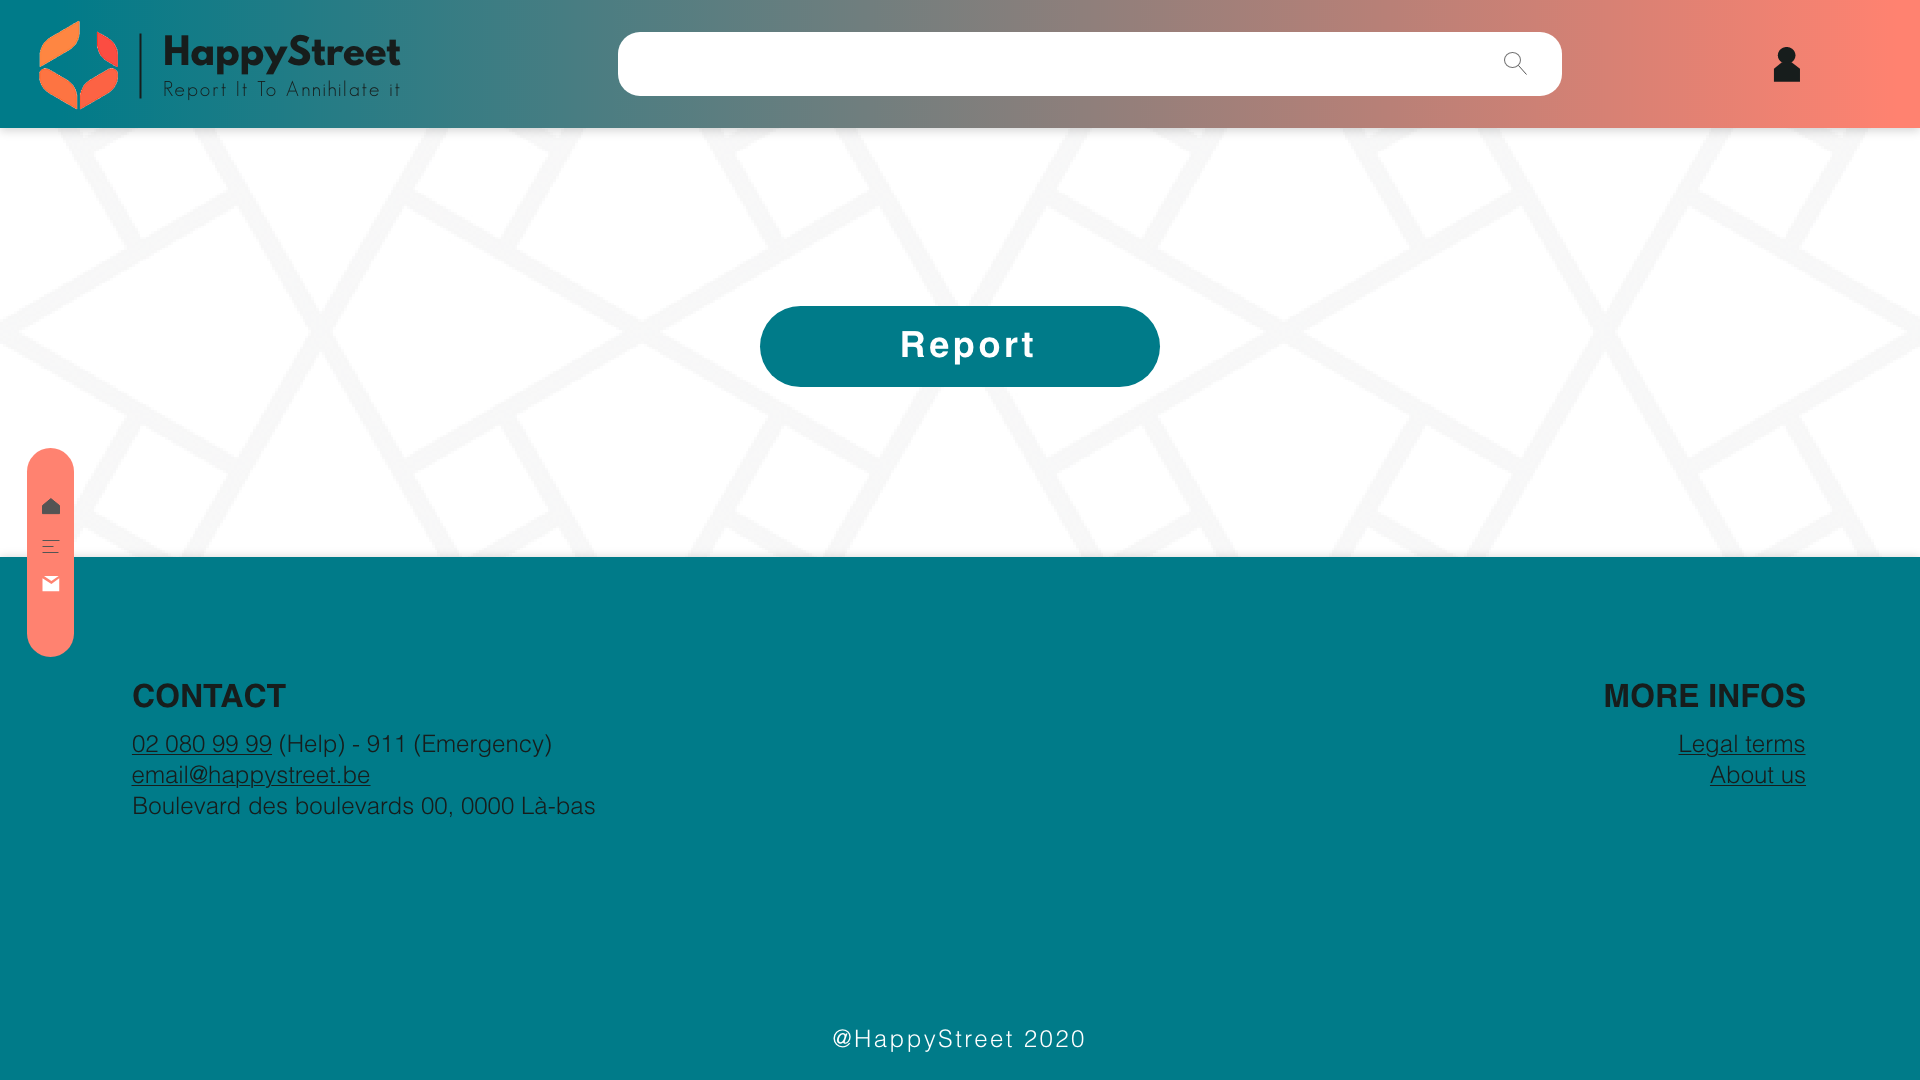 HappyStreet
Report It To Annihilate it
Report
CONTACT
02 080 99 99 (Help) - 911 (Emergency)
email@happystreet.be
Boulevard des boulevards 00, 0000 Là-bas
MORE INFOS
Legal terms
About us
@HappyStreet 2020